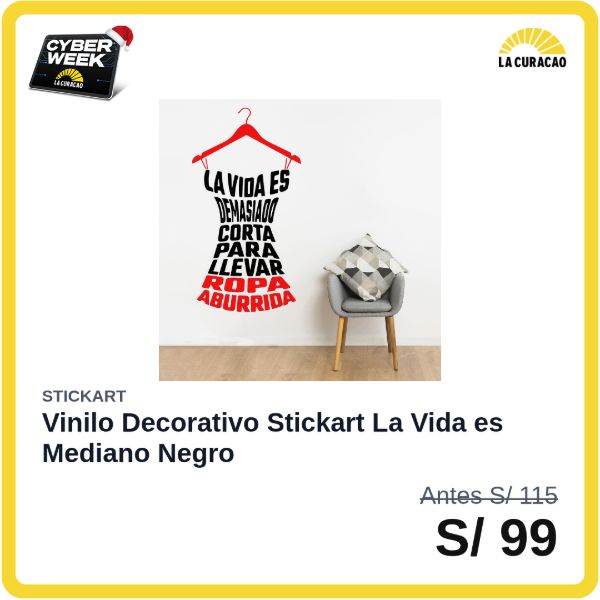 CYBER
WEEK
LA CURACAO
LA CURACAO
LA VIDA ES
DEMASIADO
CORTA
PARA
LLEVAR
ROPA
ABURRIDA
STICKART
Vinilo Decorativo Stickart La Vida es
Mediano Negro
Antes S/ 115
S/ 99